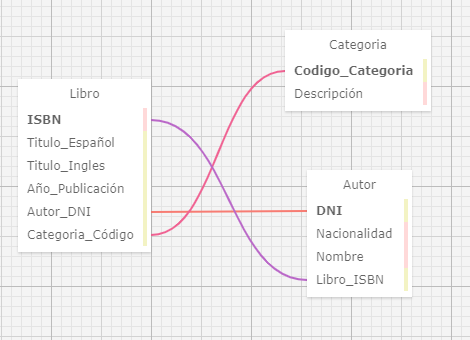 Libro
ISBN
Titulo_Español
Titulo_Ingles
Año_Publicación
Autor_DNI
Categoria_Código
Categoria
Codigo_Categoria
Descripción
Autor
DNI
Nacionalidad
Nombre
Libro_ISBN